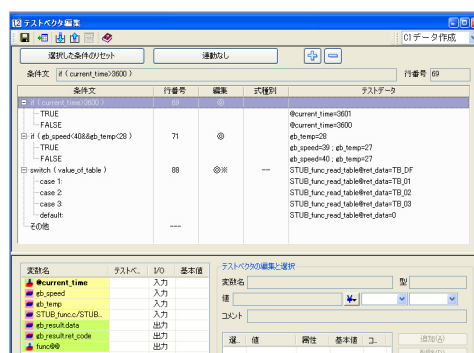 テストベクタ編集
C1データ作成
選択した条件のリセット 連動なし
条件文 if ( current_time>3600 ) 行番号 69
条件文 行番号 編集 式種別 テストデータ
if ( current_time>3600 ) 69 ◎
TRUE @current_time=3601
FALSE @current_time=3600
if ( gb_speed<40&&gb_temp<28 ) 71 ◎ gb_temp=28
TRUE gb_speed=39 ; gb_temp=27
FALSE gb_speed=40 ; gb_temp=27
switch ( value_of_table ) 88 ◎※ --- STUB_func_read_table@ret_data=TB_DF
case 1: STUB_func_read_table@ret_data=TB_01
case 2: STUB_func_read_table@ret_data=TB_02
case 3: STUB_func_read_table@ret_data=TB_03
default: STUB_func_read_table@ret_data=0
その他 ----
変数名 テストベ... I/O 基本値
@current_time 入力
gb_speed 入力
gb_temp 入力
STUB_func.c/STUB... 入力
gb_result.data 出力
gb_result.ret_code 出力
func@@ 出力
テストベクタの編集と選択
変数名 型
値
コメント
選... 値 属性 基本値 コ...
追加(A)